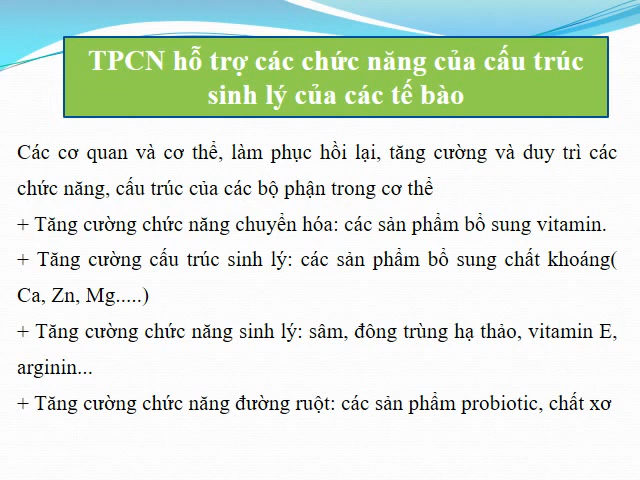 TPCN hỗ trợ các chức năng của cấu trúc
sinh lý của các tế bào
Các cơ quan và cơ thể, làm phục hồi lại, tăng cường và duy trì các
chức năng, cấu trúc của các bộ phận trong cơ thể
+ Tăng cường chức năng chuyển hóa: các sản phẩm bổ sung vitamin.
+ Tăng cường cấu trúc sinh lý: các sản phẩm bổ sung chất khoáng(
Ca, Zn, Mg.....)
+ Tăng cường chức năng sinh lý: sâm, đông trùng hạ thảo, vitamin E,
arginin...
+ Tăng cường chức năng đường ruột: các sản phẩm probiotic, chất xơ